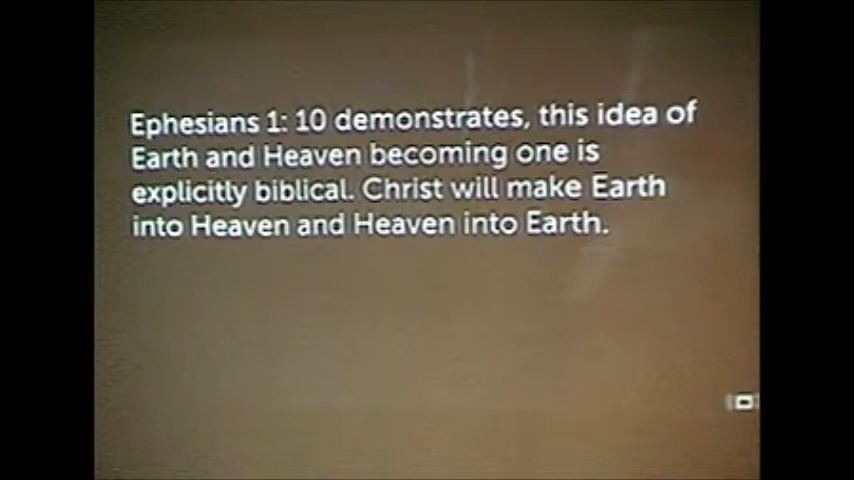 Ephesians 1: 10 demonstrates, this idea of
Earth and Heaven becoming one is
explicitly biblical. Christ will make Earth
into Heaven and Heaven into Earth.